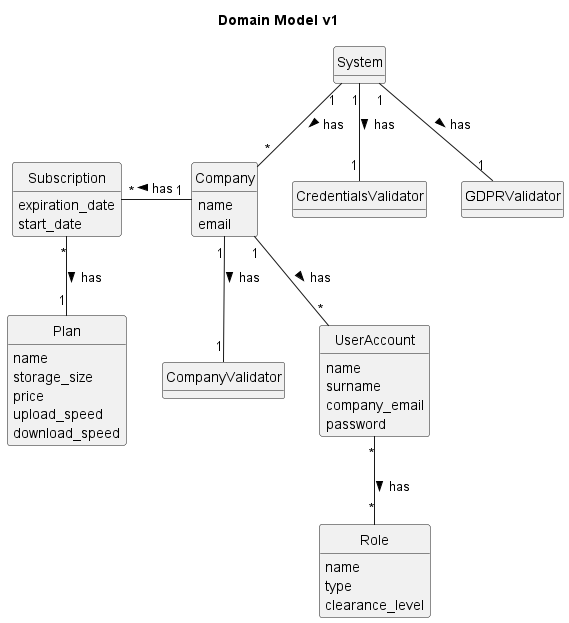 Domain Model v1
System
1
1
1
has
has
has
*
1
1
Subscription
expiration_date
start_date
* has 1
Company
name
email
CredentialsValidator
GDPRValidator
*
has
1
1
has
1
1
has
*
Plan
name
storage_size
price
upload_speed
download_speed
CompanyValidator
UserAccount
name
surname
company_email
password
*
has
*
Role
name
type
clearance_level